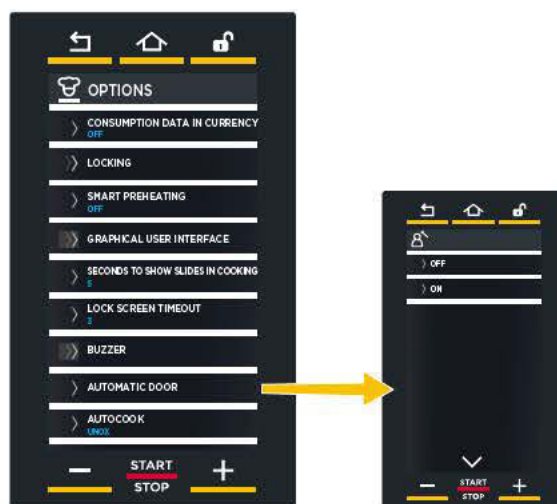 OPTIONS
CONSUMPTION DATA IN CURRENCY
OFF
LOCKING
SMART PREHEATING
OFF
GRAPHICAL USER INTERFACE
SECONDS TO SHOW SLIDES IN COOKING
5
LOCK SCREEN TIMEOUT
2
BUZZER
AUTOMATIC DOOR
AUTOCOOK
UNOX
START
STOP
OFF
ON
START
STOP